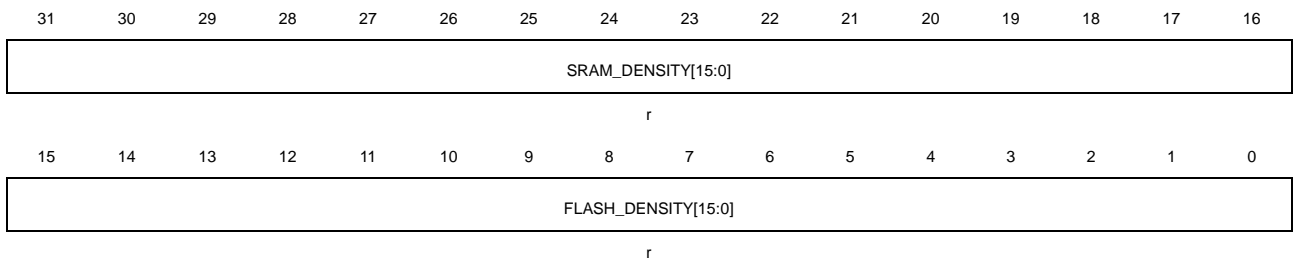 31 30 29 28 27 26 25 24 23 22 21 20 19 18 17 16
SRAM_DENSITY[15:0]
r
15 14 13 12 11 10 9 8 7 6 5 4 3 2 1 0
FLASH_DENSITY[15:0]
r